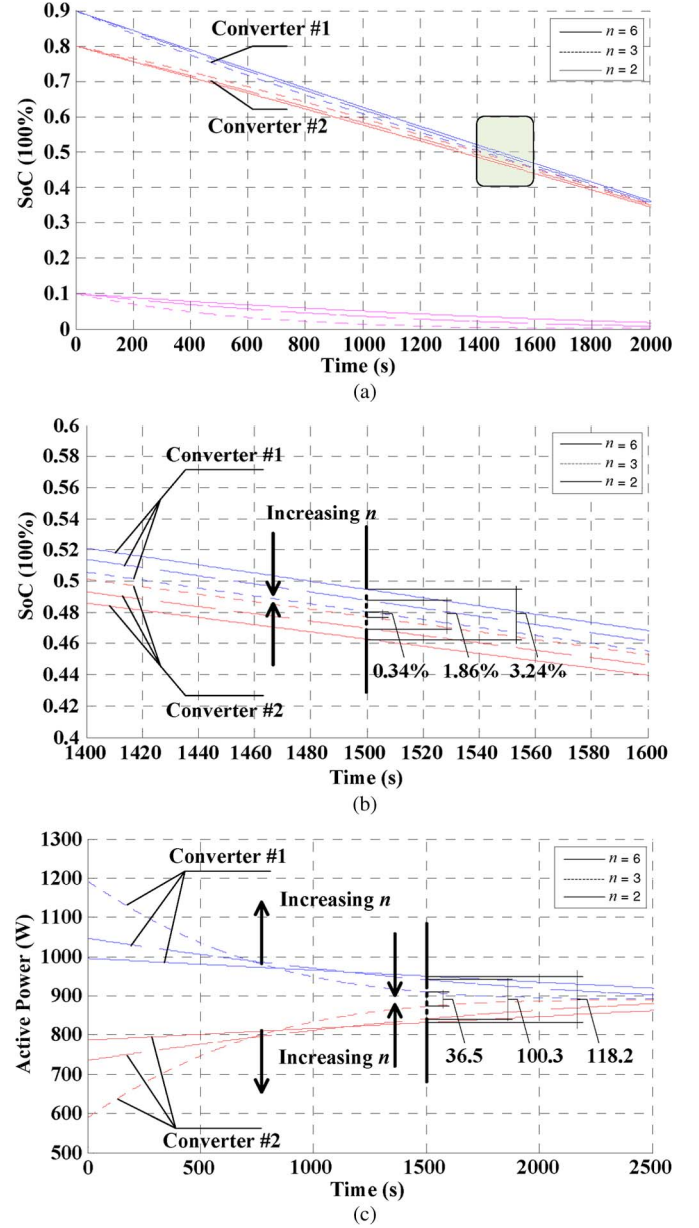 0.9
0.8
0.7
0.6
0.5
0.4
0.3
0.2
0.1
0
SoC (100%)
Converter #1
Converter #2
n = 6
n = 3
n = 2
0 200 400 600 800 1000 1200 1400 1600 1800 2000
Time (s)
(a)
0.6
0.58
0.56
0.54
0.52
0.5
0.48
0.46
0.44
0.42
0.4
SoC (100%)
Converter #1
Increasing n
n = 6
n = 3
n = 2
0.34% 1.86% 3.24%
Converter #2
1400 1420 1440 1460 1480 1500 1520 1540 1560 1580 1600
Time (s)
(b)
1300
1200
1100
1000
900
800
700
600
500
Active Power (W)
Converter #1
Increasing n
n = 6
n = 3
n = 2
36.5 100.3 118.2
Increasing n
Converter #2
0 500 1000 1500 2000 2500
Time (s)
(c)